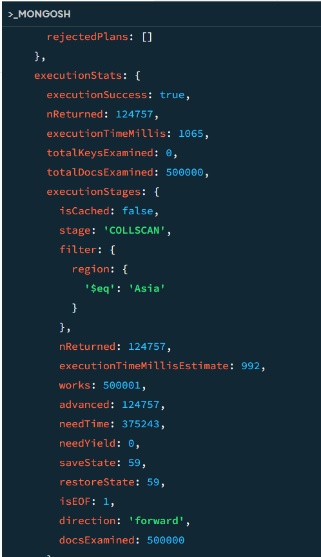 >_MONGOSH
rejectedPlans: []
},
executionStats: {
executionSuccess: true,
nReturned: 124757,
executionTimeMillis: 1065,
totalKeysExamined: 0,
totalDocsExamined: 500000,
executionStages: {
isCached: false,
stage: 'COLLSCAN',
filter: {
region: {
'$eq': 'Asia'
}
},
nReturned: 124757,
executionTimeMillisEstimate: 992,
works: 500001,
advanced: 124757,
needTime: 375243,
needYield: 0,
saveState: 59,
restoreState: 59,
isEOF: 1,
direction: 'forward',
docsExamined: 500000